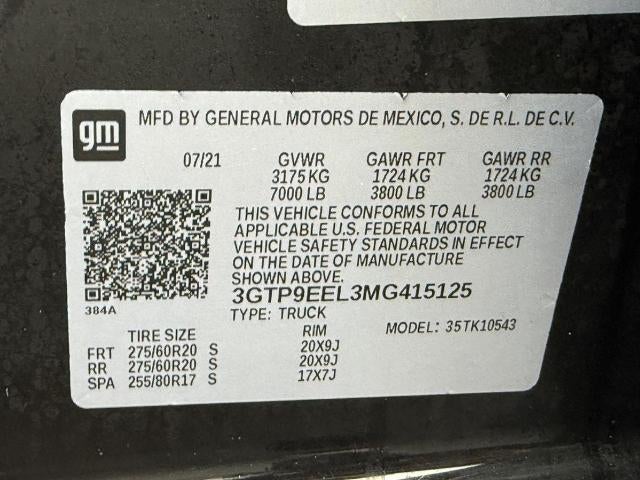 gm MFD BY GENERAL MOTORS DE MEXICO, S. DE R.L. DE C.V.
07/21 GVWR GAWR FRT GAWR RR
3175 KG 1724 KG 1724 KG
7000 LB 3800 LB 3800 LB
THIS VEHICLE CONFORMS TO ALL
APPLICABLE U.S. FEDERAL MOTOR
VEHICLE SAFETY STANDARDS IN EFFECT
ON THE DATE OF MANUFACTURE
SHOWN ABOVE.
3GTP9EEL3MG415125
384A TYPE: TRUCK MODEL: 35TK10543
TIRE SIZE RIM
FRT 275/60R20 S 20X9J
RR 275/60R20 S 20X9J
SPA 255/80R17 S 17X7J